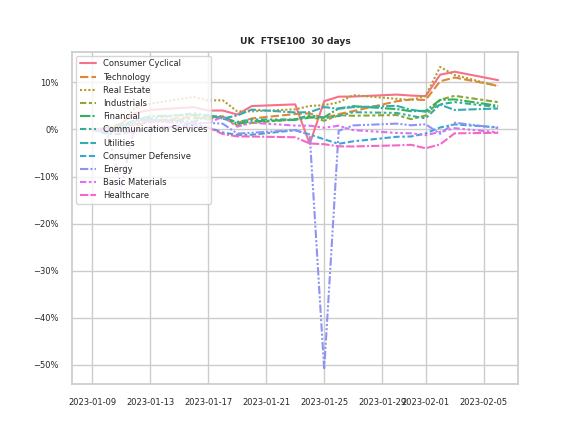 UK FTSE100 30 days
Consumer Cyclical
Technology
Real Estate
Industrials
Financial
Communication Services
Utilities
Consumer Defensive
Energy
Basic Materials
Healthcare
10%
0%
−10%
−20%
−30%
−40%
−50%
2023-01-09 2023-01-13 2023-01-17 2023-01-21 2023-01-25 2023-01-29 2023-02-01 2023-02-05